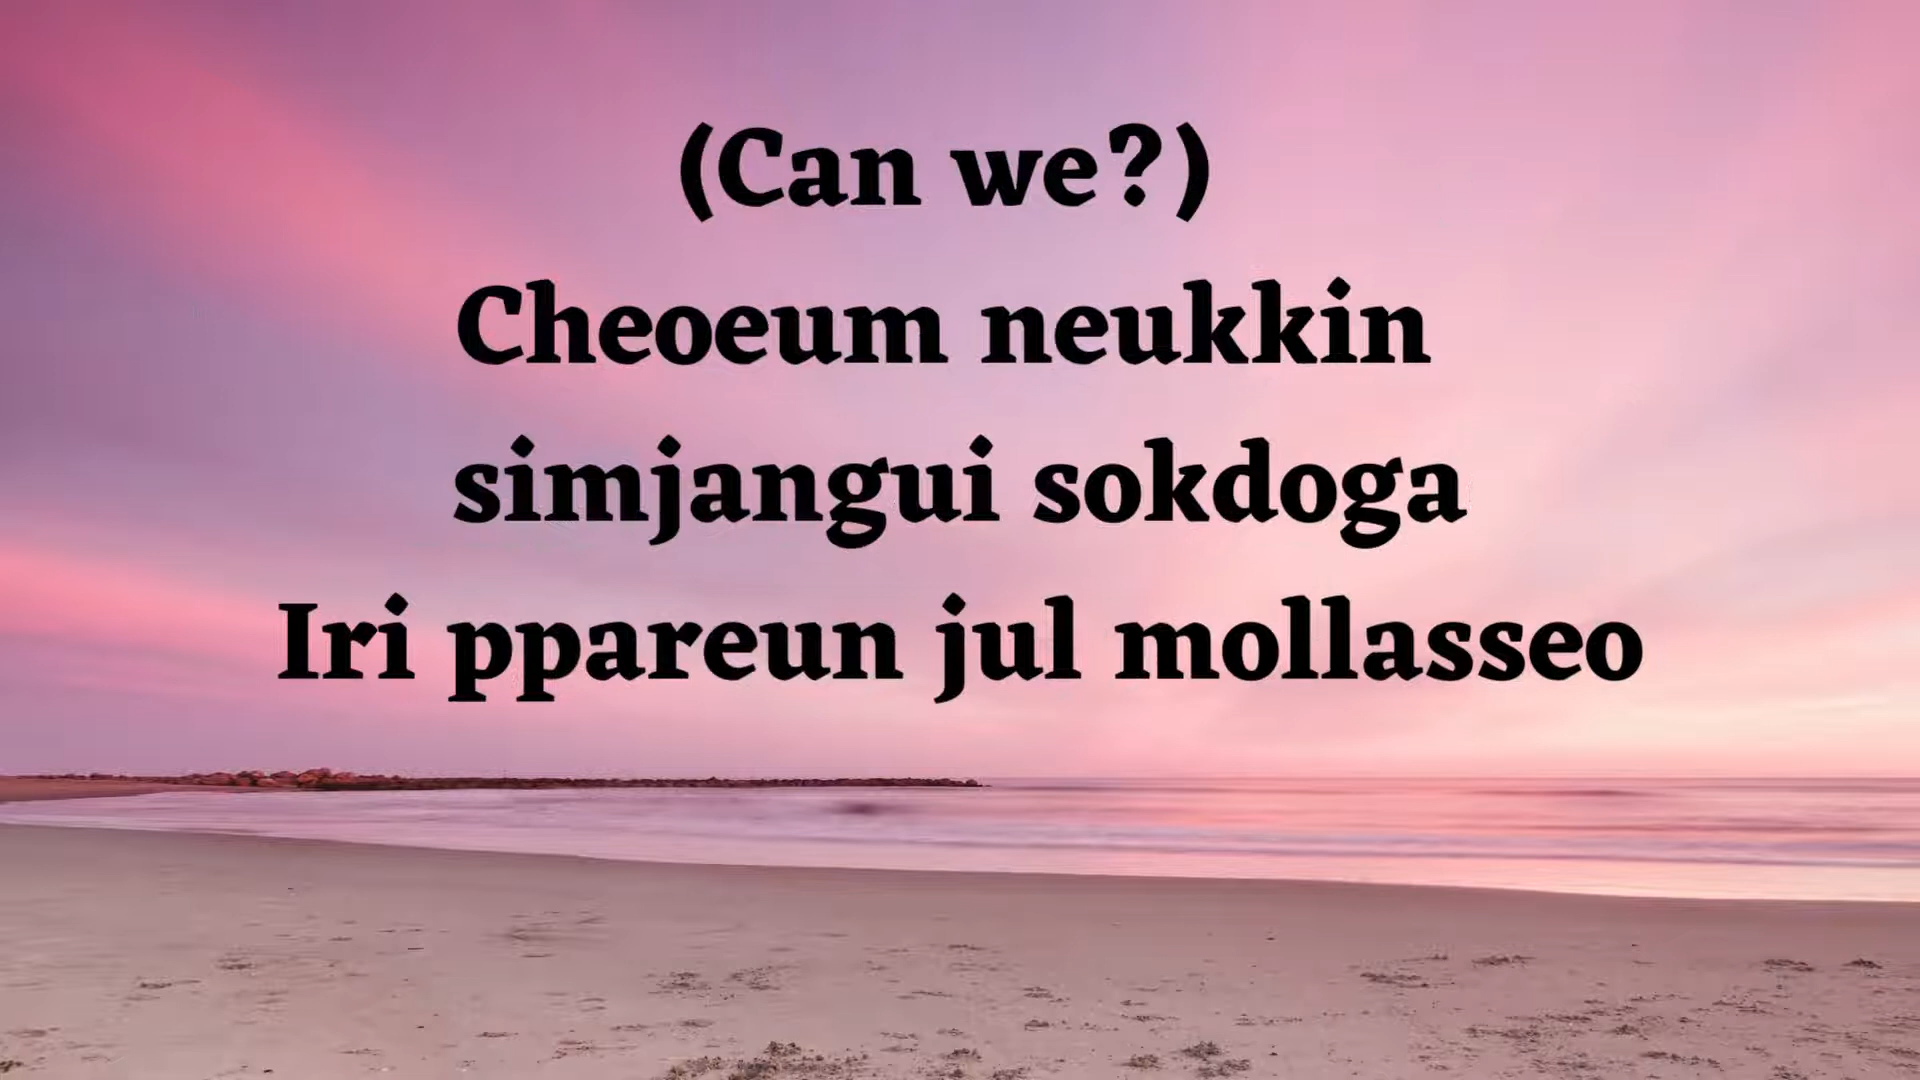 (Can we?)
Cheoeum neukkin
simjangui sokdoga
Iri ppareun jul mollasseo